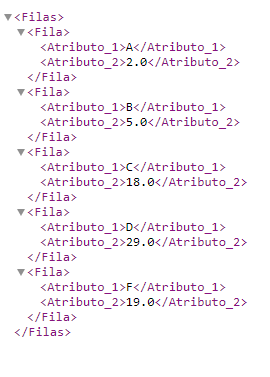 <Filas>
<Fila>
<Atributo_1>A</Atributo_1>
<Atributo_2>2.0</Atributo_2>
</Fila>
<Fila>
<Atributo_1>B</Atributo_1>
<Atributo_2>5.0</Atributo_2>
</Fila>
<Fila>
<Atributo_1>C</Atributo_1>
<Atributo_2>18.0</Atributo_2>
</Fila>
<Fila>
<Atributo_1>D</Atributo_1>
<Atributo_2>29.0</Atributo_2>
</Fila>
<Fila>
<Atributo_1>F</Atributo_1>
<Atributo_2>19.0</Atributo_2>
</Fila>
</Filas>